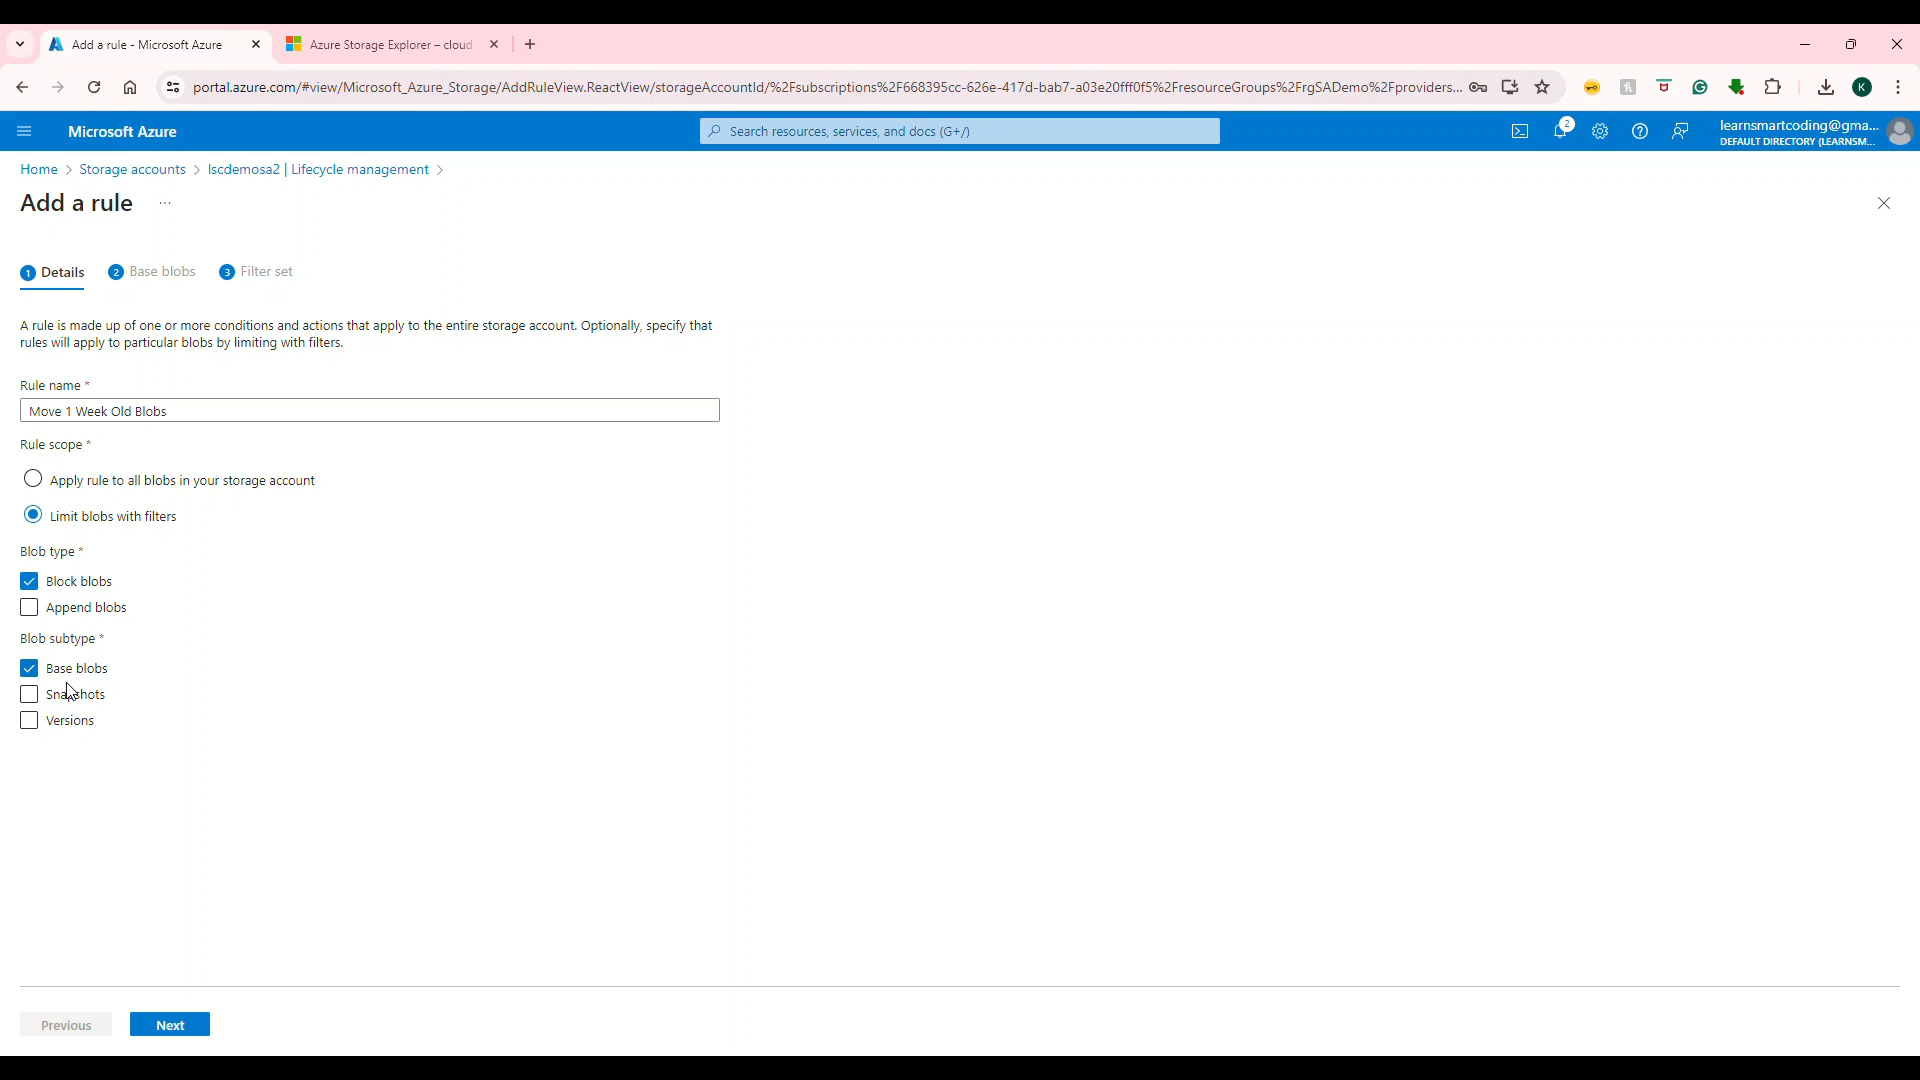 Add a rule - Microsoft Azure
Azure Storage Explorer – cloud
portal.azure.com/#view/Microsoft_Azure_Storage/AddRuleView.ReactView/storageAccountId/%2Fsubscriptions%2F668395cc-626e-417d-bab7-a03e20fff0f5%2FresourceGroups%2FrgSADemo%2Fproviders...
K
Microsoft Azure
Search resources, services, and docs (G+/)
2
learnsmartcoding@gma...
DEFAULT DIRECTORY (LEARNSM...
Home > Storage accounts > lscdemosa2 | Lifecycle management >
Add a rule ...
1 Details 2 Base blobs 3 Filter set
A rule is made up of one or more conditions and actions that apply to the entire storage account. Optionally, specify that
rules will apply to particular blobs by limiting with filters.
Rule name *
Move 1 Week Old Blobs
Rule scope *
Apply rule to all blobs in your storage account
Limit blobs with filters
Blob type *
Block blobs
Append blobs
Blob subtype *
Base blobs
Snapshots
Versions
Previous Next